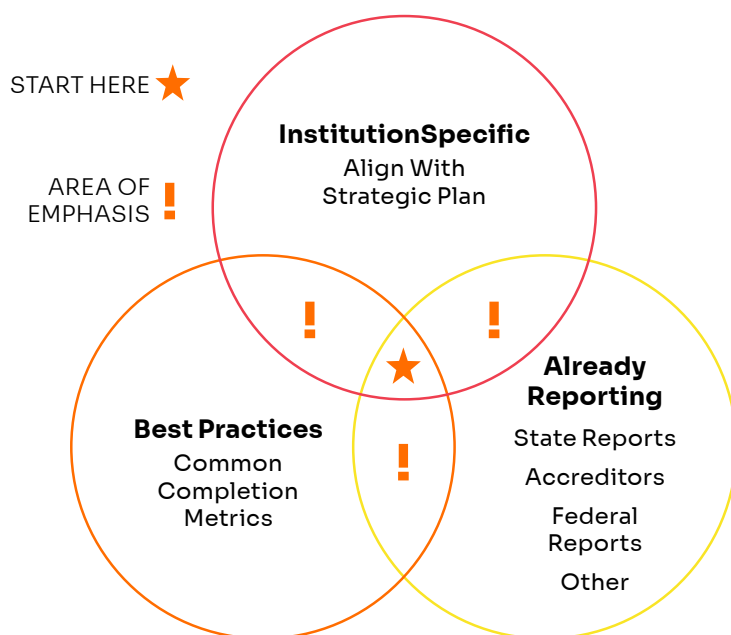 START HERE
AREA OF
EMPHASIS
!
InstitutionSpecific
Align With
Strategic Plan
!
!
Best Practices
Common
Completion
Metrics
!
Already
Reporting
State Reports
Accreditors
Federal
Reports
Other